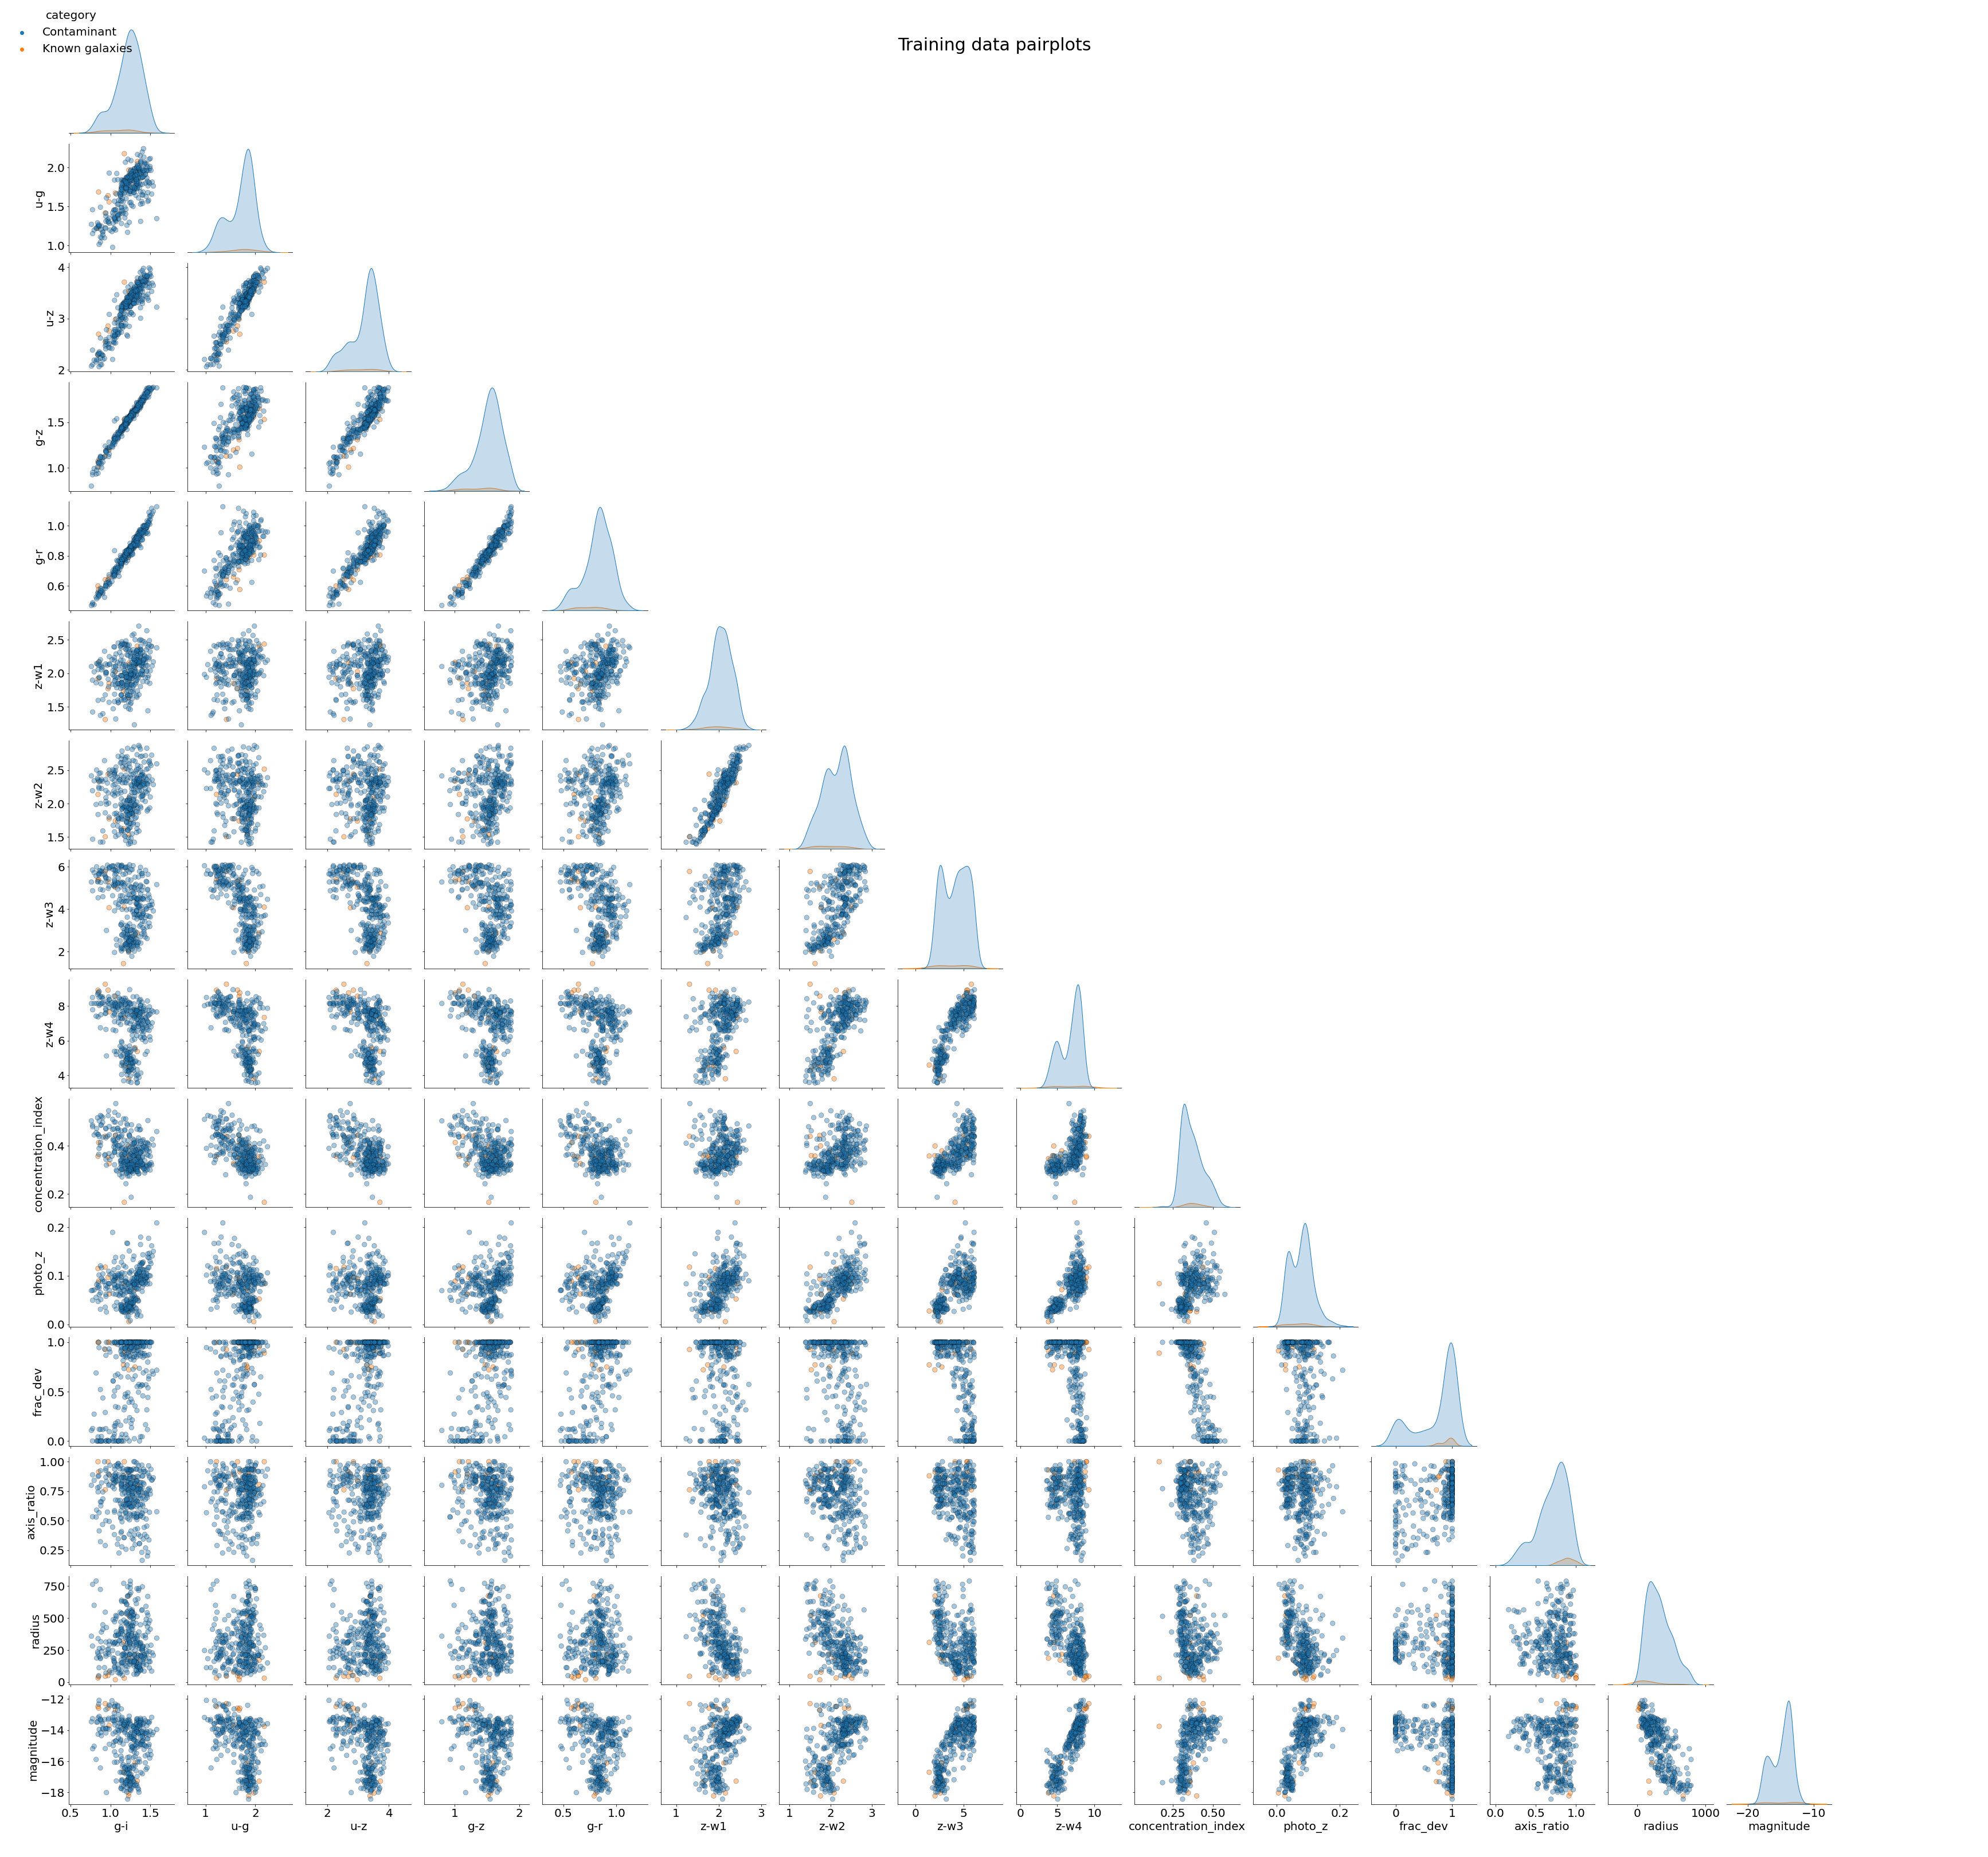 category
Contaminant
Known galaxies
Training data pairplots
u-g
2.0
1.5
1.0
u-z
4
3
2
g-z
1.5
1.0
g-r
1.0
0.8
0.6
z-w1
2.5
2.0
1.5
z-w2
2.5
2.0
1.5
z-w3
6
4
2
z-w4
8
6
4
concentration_index
0.4
0.2
photo_z
0.2
0.1
0.0
frac_dev
1.0
0.5
0.0
axis_ratio
1.00
0.75
0.50
0.25
radius
750
500
250
0
magnitude
−12
−14
−16
−18
0.5 1.0 1.5 1 2 2 4 1 2 0.5 1.0 1 2 3 1 2 3 0 5 0 5 10 0.25 0.50 0.0 0.2 0 1 0.0 0.5 1.0 0 1000 −20 −10
g-i u-g u-z g-z g-r z-w1 z-w2 z-w3 z-w4 concentration_index photo_z frac_dev axis_ratio radius magnitude